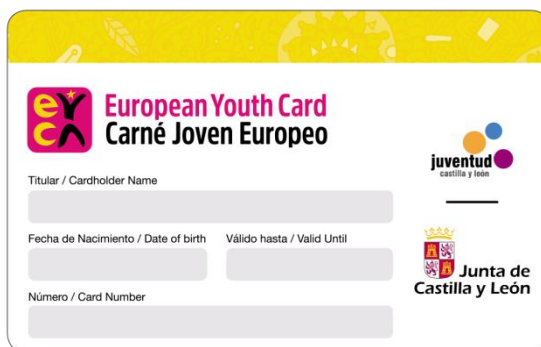 eyca
European Youth Card
Carné Joven Europeo
juventud
castilla y león
Titular / Cardholder Name
Fecha de Nacimiento / Date of birth
Válido hasta / Valid Until
Número / Card Number
Junta de
Castilla y León